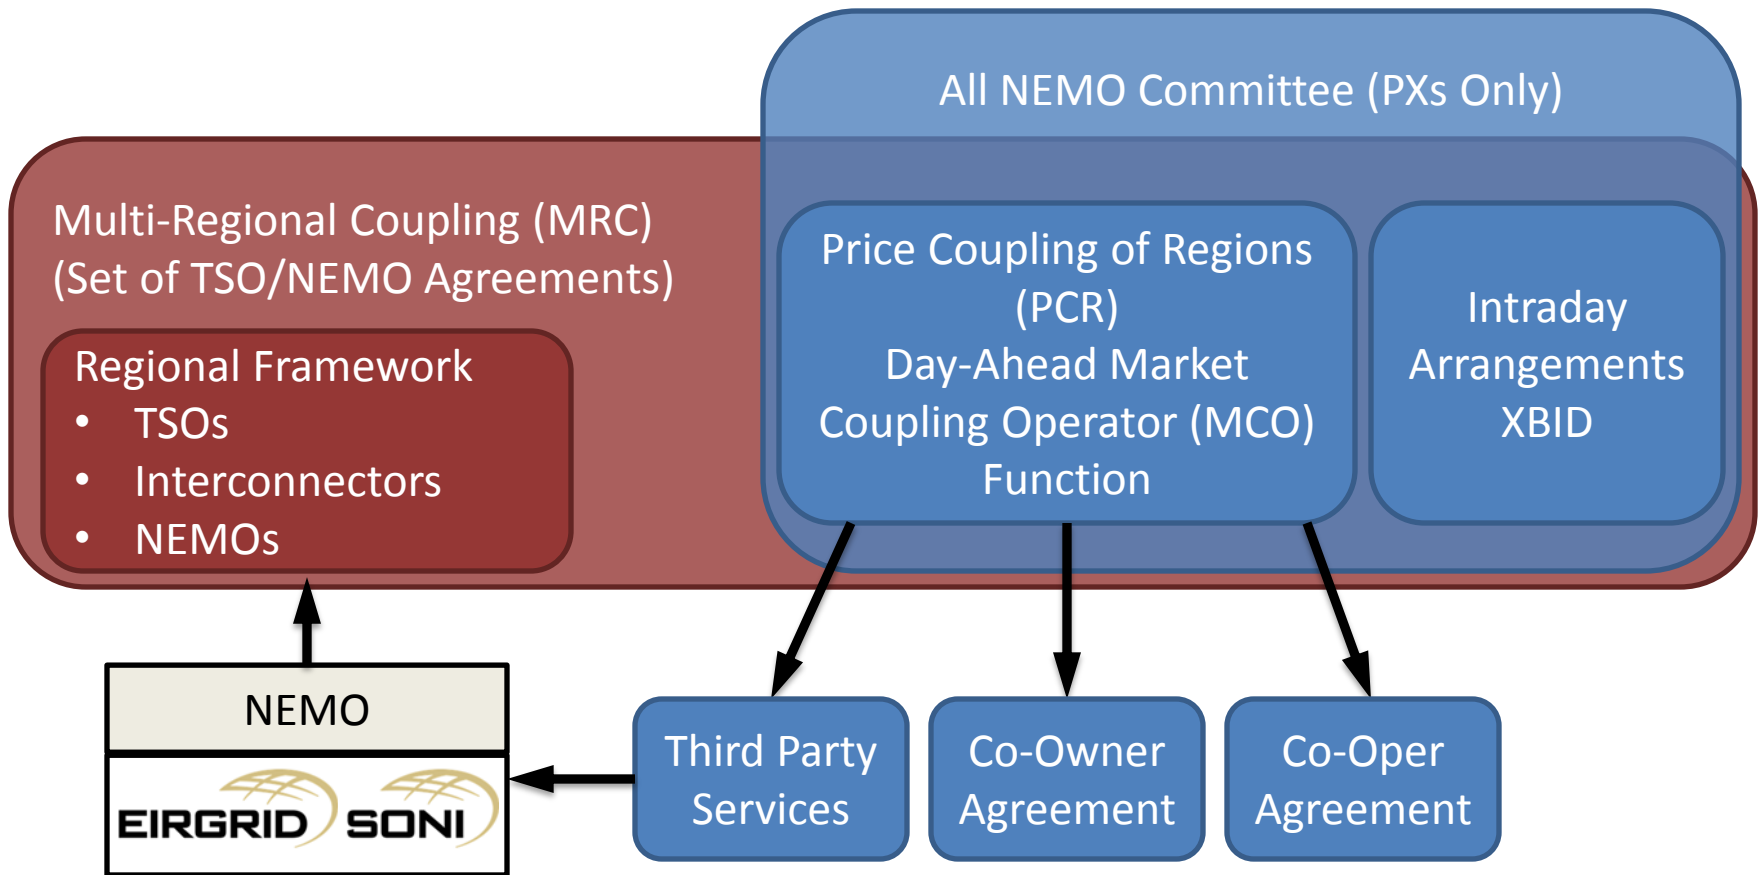 All NEMO Committee (PXs Only)
Multi-Regional Coupling (MRC)
(Set of TSO/NEMO Agreements)
Regional Framework
• TSOs
• Interconnectors
• NEMOs
Price Coupling of Regions
(PCR)
Day-Ahead Market
Coupling Operator (MCO)
Function
Intraday
Arrangements
XBID
NEMO
EIRGRID SONI
Third Party
Services
Co-Owner
Agreement
Co-Oper
Agreement